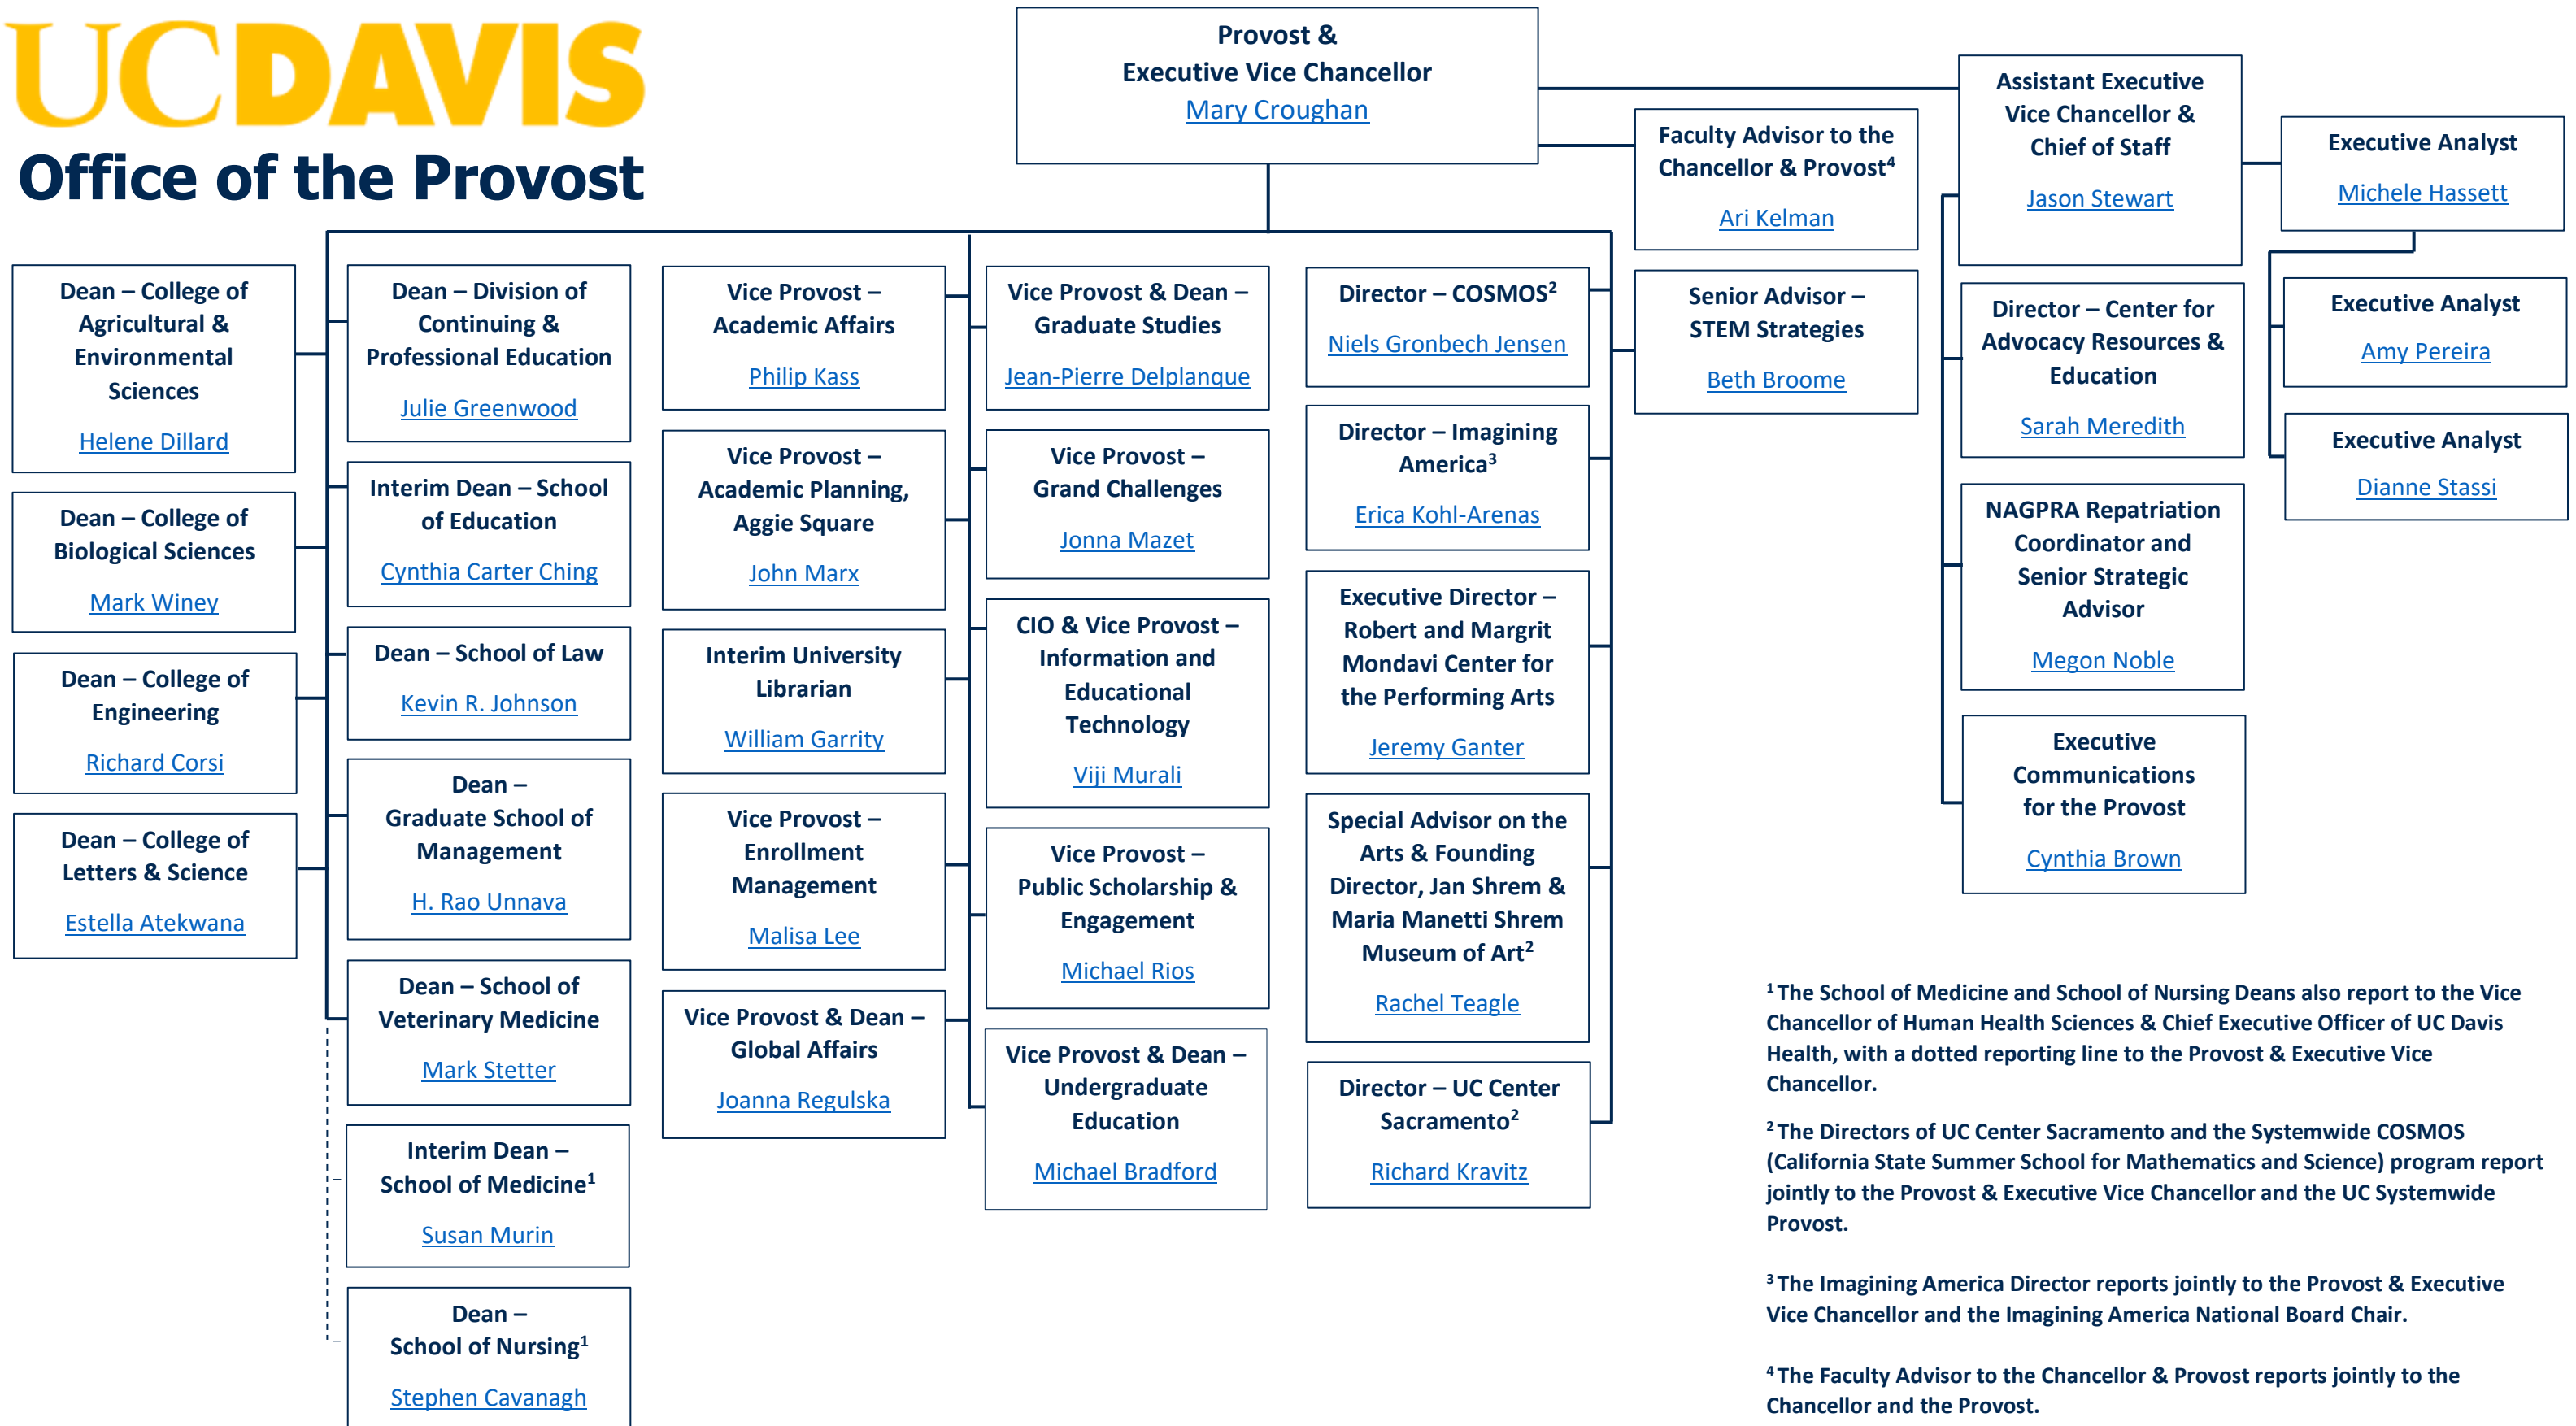 UCDAVIS
Office of the Provost
Provost &
Executive Vice Chancellor
Mary Croughan
Faculty Advisor to the
Chancellor & Provost⁴
Ari Kelman
Senior Advisor –
STEM Strategies
Beth Broome
Assistant Executive
Vice Chancellor &
Chief of Staff
Jason Stewart
Executive Analyst
Michele Hassett
Executive Analyst
Amy Pereira
Executive Analyst
Dianne Stassi
Director – Center for
Advocacy Resources &
Education
Sarah Meredith
NAGPRA Repatriation
Coordinator and
Senior Strategic
Advisor
Megon Noble
Executive
Communications
for the Provost
Cynthia Brown
Dean – College of
Agricultural &
Environmental
Sciences
Helene Dillard
Dean – College of
Biological Sciences
Mark Winey
Dean – College of
Engineering
Richard Corsi
Dean – College of
Letters & Science
Estella Atekwana
Dean – Division of
Continuing &
Professional Education
Julie Greenwood
Interim Dean – School
of Education
Cynthia Carter Ching
Dean – School of Law
Kevin R. Johnson
Dean –
Graduate School of
Management
H. Rao Unnava
Dean – School of
Veterinary Medicine
Mark Stetter
Interim Dean –
School of Medicine¹
Susan Murin
Dean –
School of Nursing¹
Stephen Cavanagh
Vice Provost –
Academic Affairs
Philip Kass
Vice Provost –
Academic Planning,
Aggie Square
John Marx
Interim University
Librarian
William Garrity
Vice Provost –
Enrollment
Management
Malisa Lee
Vice Provost & Dean –
Global Affairs
Joanna Regulska
Vice Provost & Dean –
Graduate Studies
Jean-Pierre Delplanque
Vice Provost –
Grand Challenges
Jonna Mazet
CIO & Vice Provost –
Information and
Educational
Technology
Viji Murali
Vice Provost –
Public Scholarship &
Engagement
Michael Rios
Vice Provost & Dean –
Undergraduate
Education
Michael Bradford
Director – COSMOS²
Niels Gronbech Jensen
Director – Imagining
America³
Erica Kohl-Arenas
Executive Director –
Robert and Margrit
Mondavi Center for
the Performing Arts
Jeremy Ganter
Special Advisor on the
Arts & Founding
Director, Jan Shrem &
Maria Manetti Shrem
Museum of Art²
Rachel Teagle
Director – UC Center
Sacramento²
Richard Kravitz
¹ The School of Medicine and School of Nursing Deans also report to the Vice
Chancellor of Human Health Sciences & Chief Executive Officer of UC Davis
Health, with a dotted reporting line to the Provost & Executive Vice
Chancellor.
² The Directors of UC Center Sacramento and the Systemwide COSMOS
(California State Summer School for Mathematics and Science) program report
jointly to the Provost & Executive Vice Chancellor and the UC Systemwide
Provost.
³ The Imagining America Director reports jointly to the Provost & Executive
Vice Chancellor and the Imagining America National Board Chair.
⁴ The Faculty Advisor to the Chancellor & Provost reports jointly to the
Chancellor and the Provost.